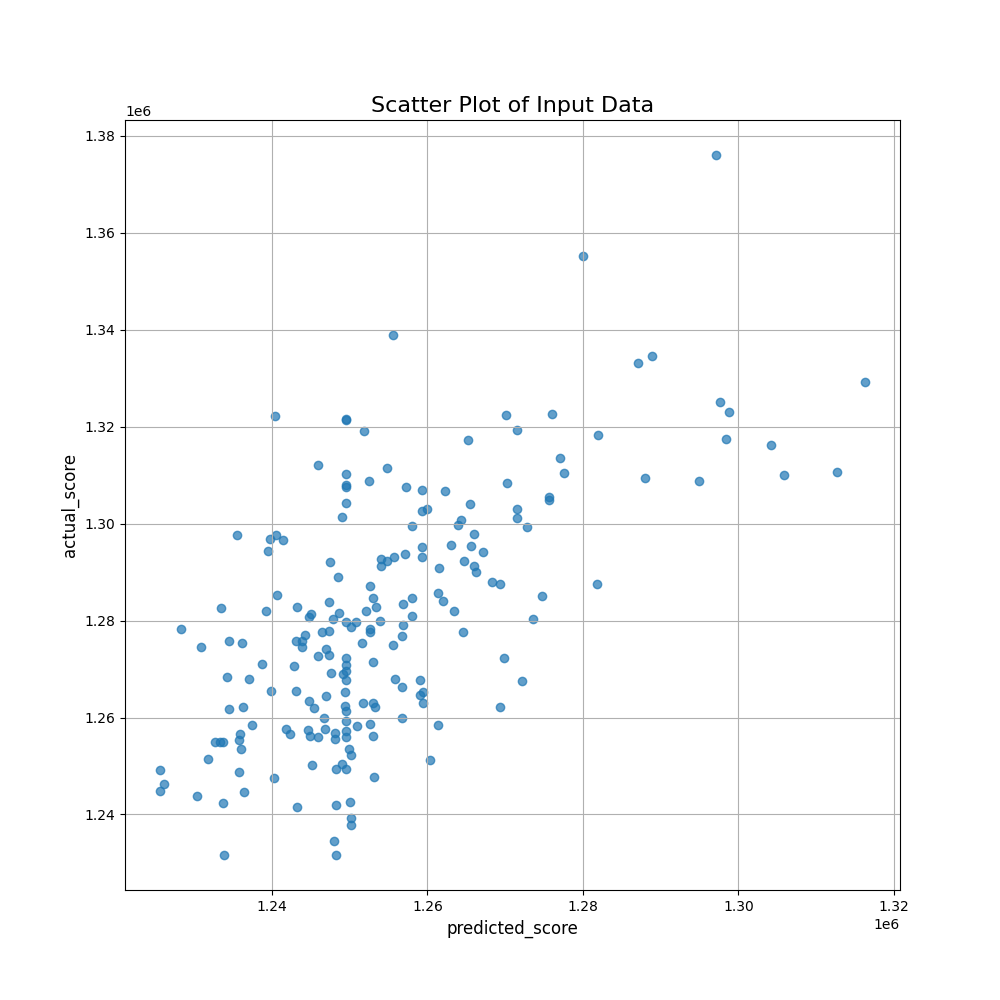 Scatter Plot of Input Data
1e6
1.38
1.36
1.34
1.32
1.30
1.28
1.26
1.24
actual_score
1.24 1.26 1.28 1.30 1.32
1e6
predicted_score